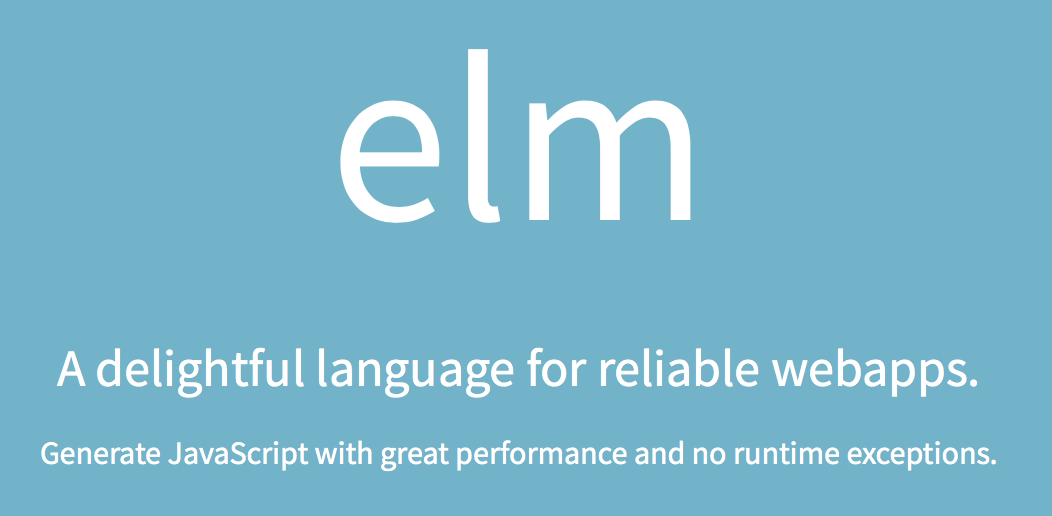 elm
A delightful language for reliable webapps.
Generate JavaScript with great performance and no runtime exceptions.